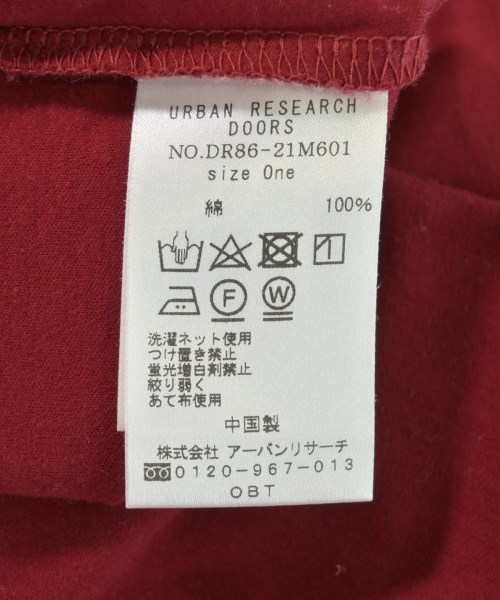 URBAN RESEARCH
DOORS
NO.DR86-21M601
size One
綿 100%
F W
洗濯ネット使用
つけ置き禁止
蛍光増白剤禁止
絞り弱く
あて布使用
中国製
株式会社 アーバンリサーチ
0120-967-013
OBT